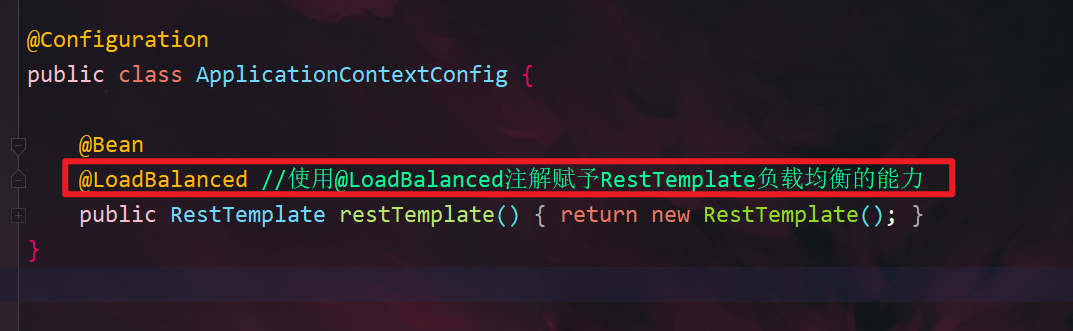 @Configuration
public class ApplicationContextConfig {
@Bean
@LoadBalanced //使用@LoadBalanced注解赋予RestTemplate负载均衡的能力
public RestTemplate restTemplate() { return new RestTemplate(); }
}